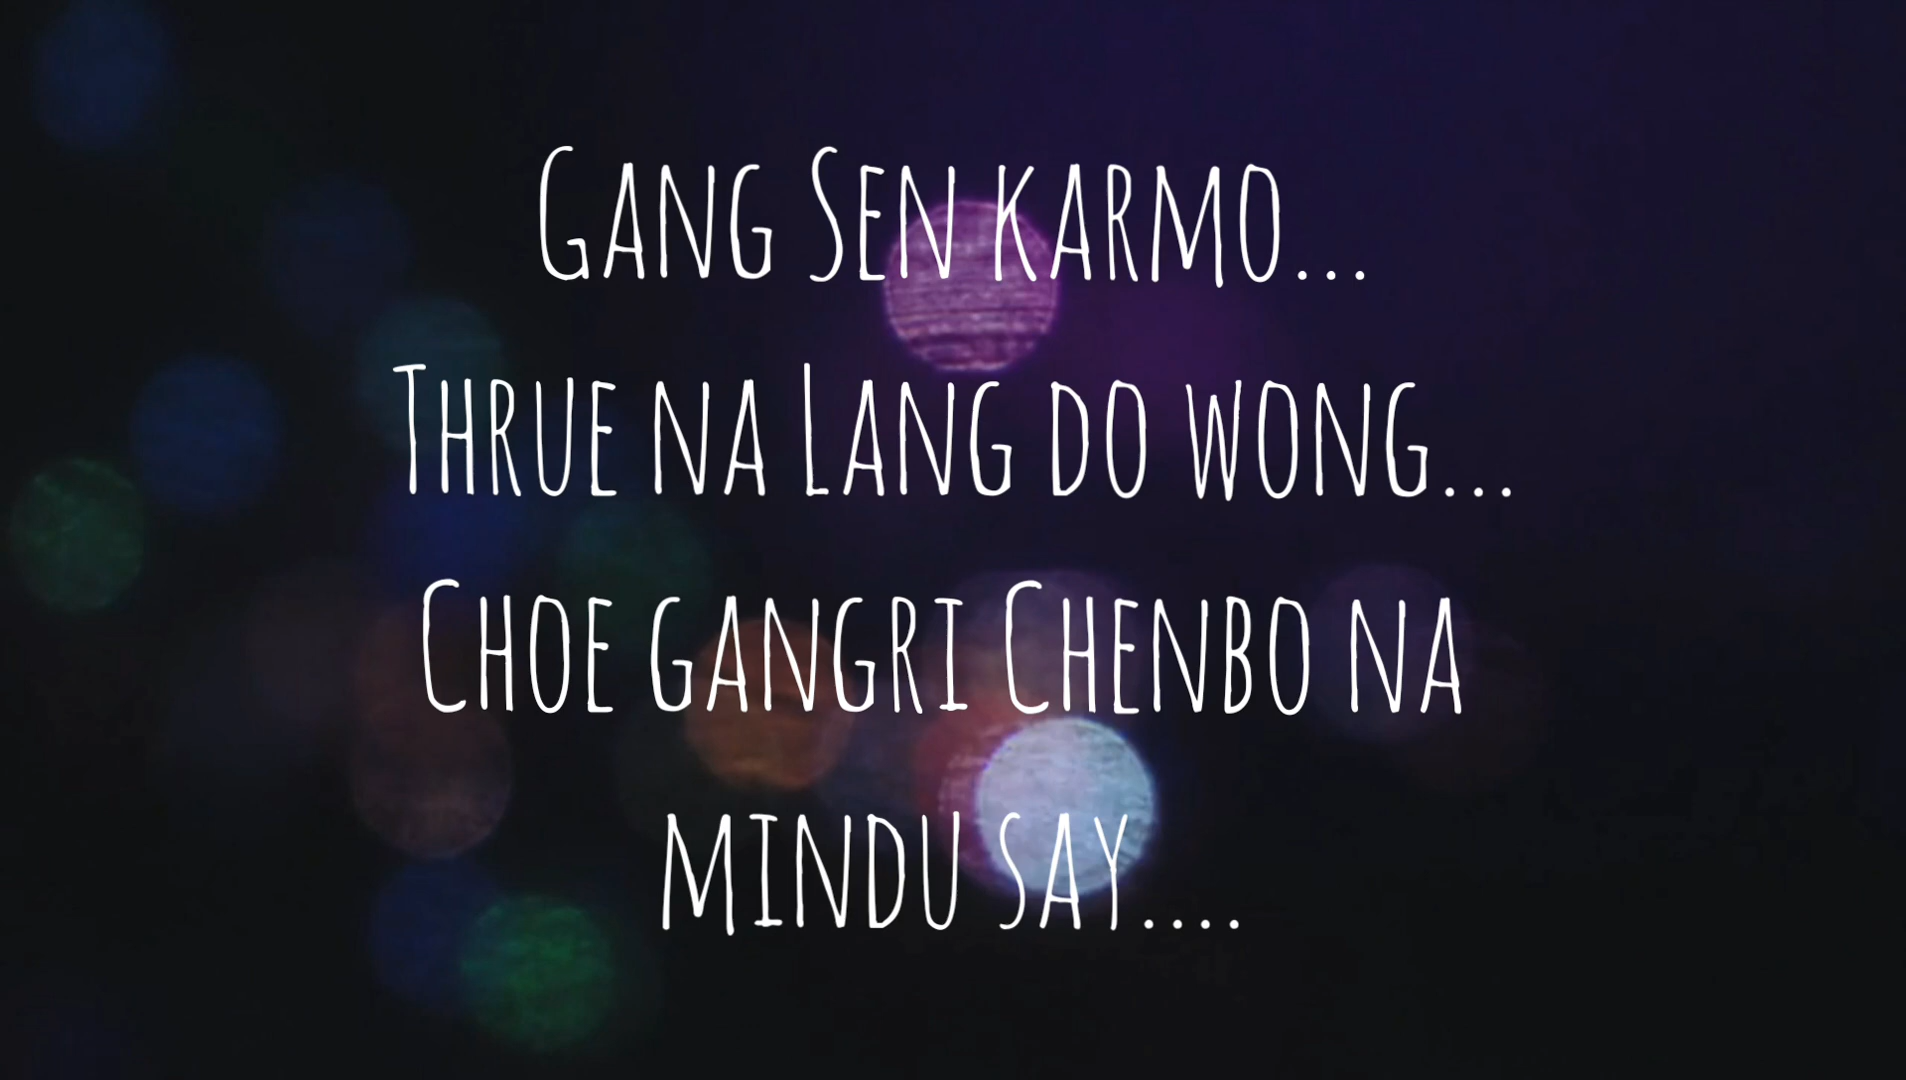 Gang Sen karmo...
Thrue na Lang do wong...
Choe gangri Chenbo na
mindu say....